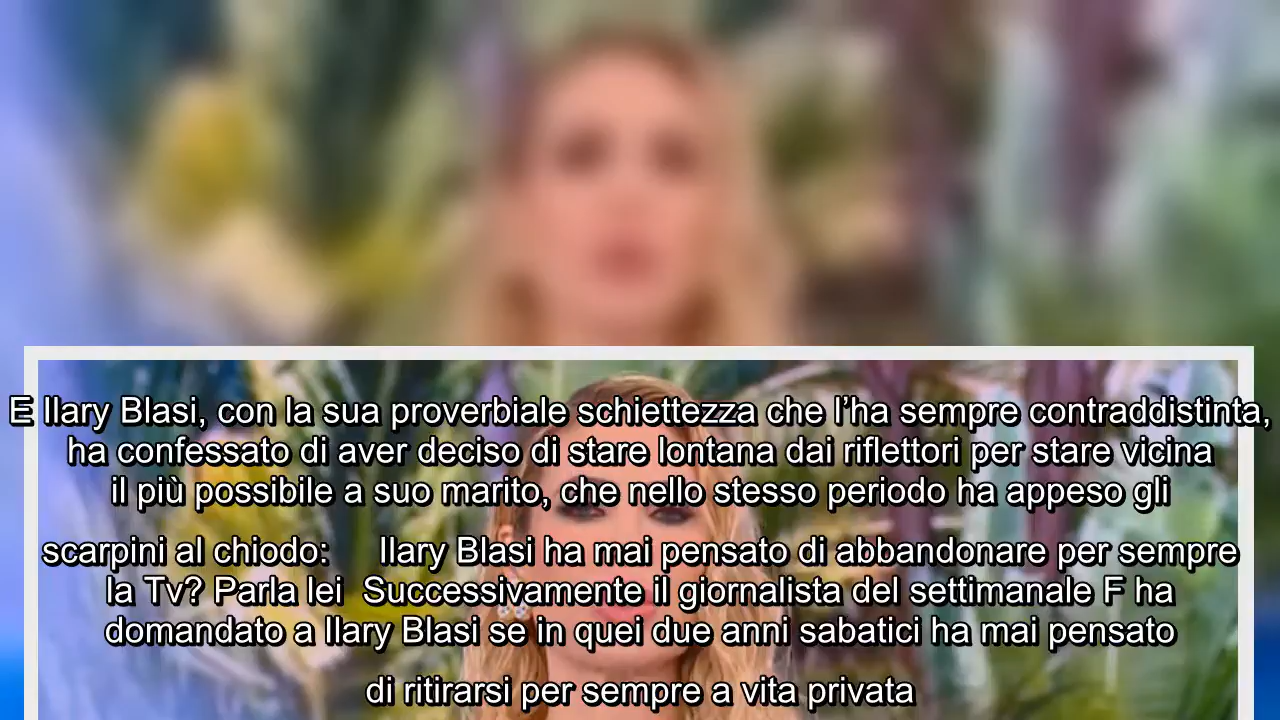 E Ilary Blasi, con la sua proverbiale schiettezza che l’ha sempre contraddistinta,
ha confessato di aver deciso di stare lontana dai riflettori per stare vicina
il più possibile a suo marito, che nello stesso periodo ha appeso gli
scarpini al chiodo: Ilary Blasi ha mai pensato di abbandonare per sempre
la Tv? Parla lei Successivamente il giornalista del settimanale F ha
domandato a Ilary Blasi se in quei due anni sabatici ha mai pensato
di ritirarsi per sempre a vita privata